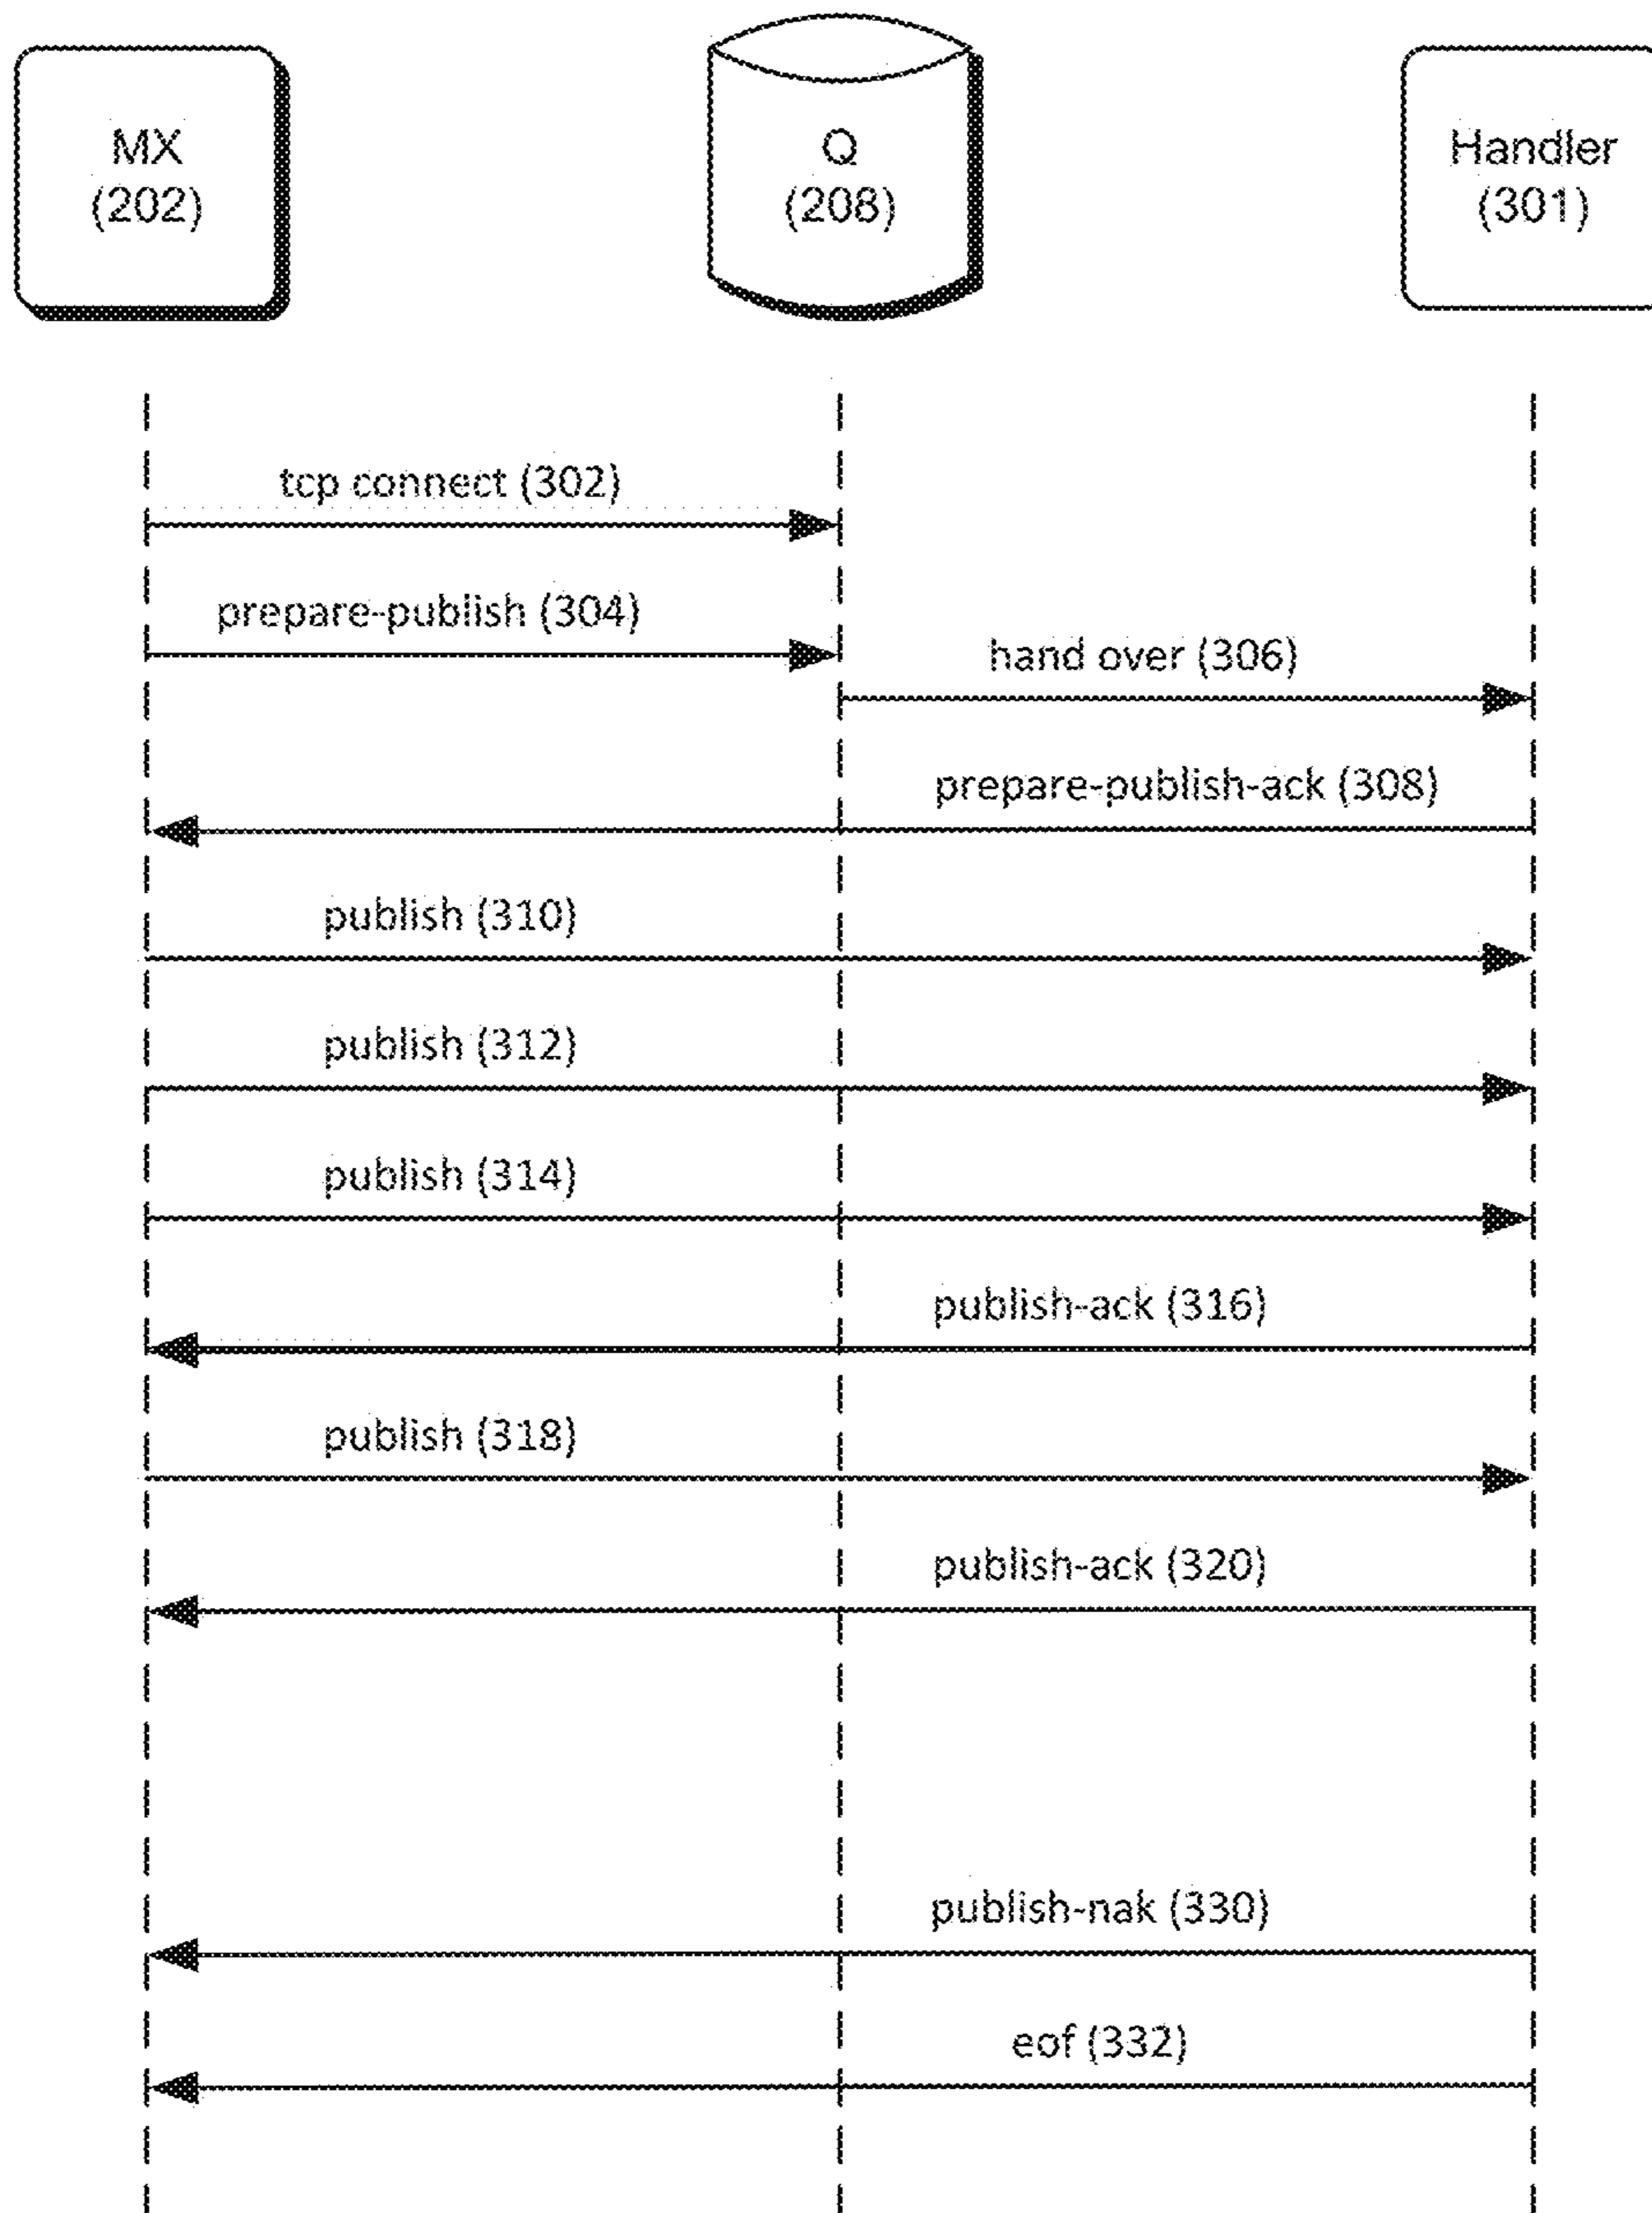 MX
(202)
Q
(208)
Handler
(301)
tcp connect (302)
prepare-publish (304)
hand over (306)
prepare-publish-ack (308)
publish (310)
publish (312)
publish (314)
publish-ack (316)
publish (318)
publish-ack (320)
publish-nak (330)
eof (332)